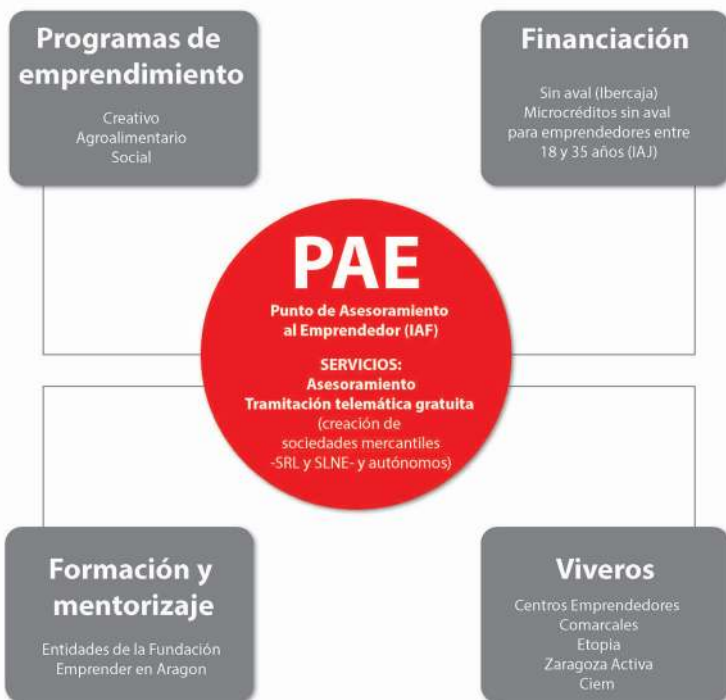 Programas de
emprendimiento
Creativo
Agroalimentario
Social
Financiación
Sin aval (Ibercaja)
Microcréditos sin aval
para emprendedores entre
18 y 35 años (IAJ)
PAE
Punto de Asesoramiento
al Emprendedor (IAF)
SERVICIOS:
Asesoramiento
Tramitación telemática gratuita
(creación de
sociedades mercantiles
-SRL y SLNE- y autónomos)
Formación y
mentorizaje
Entidades de la Fundación
Emprender en Aragon
Viveros
Centros Emprendedores
Comarcales
Etopia
Zaragoza Activa
Ciem